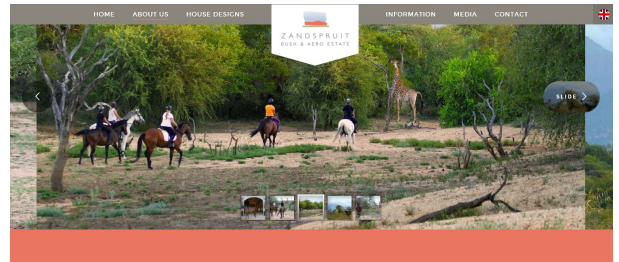 HOME ABOUT US HOUSE DESIGNS
ZANDSPRUIT
BUSH & AERO ESTATE
INFORMATION MEDIA CONTACT
SLIDE